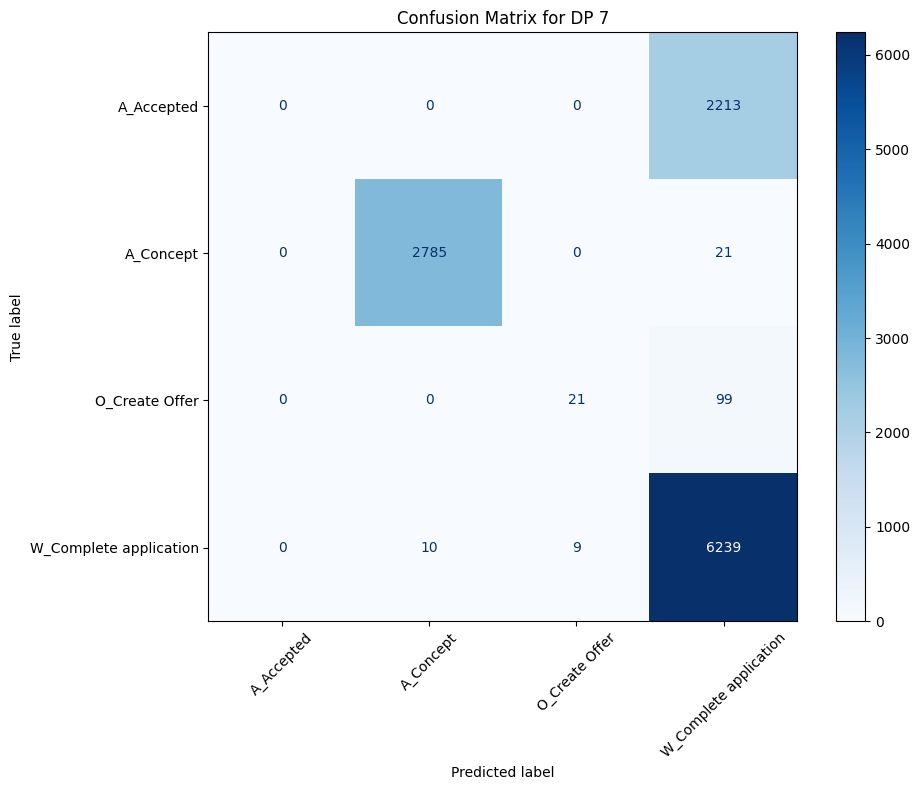 Confusion Matrix for DP 7
True label
A_Accepted 0 0 0 2213
A_Concept 0 2785 0 21
O_Create Offer 0 0 21 99
W_Complete application 0 10 9 6239
A_Accepted A_Concept O_Create Offer W_Complete application
Predicted label
6000
5000
4000
3000
2000
1000
0